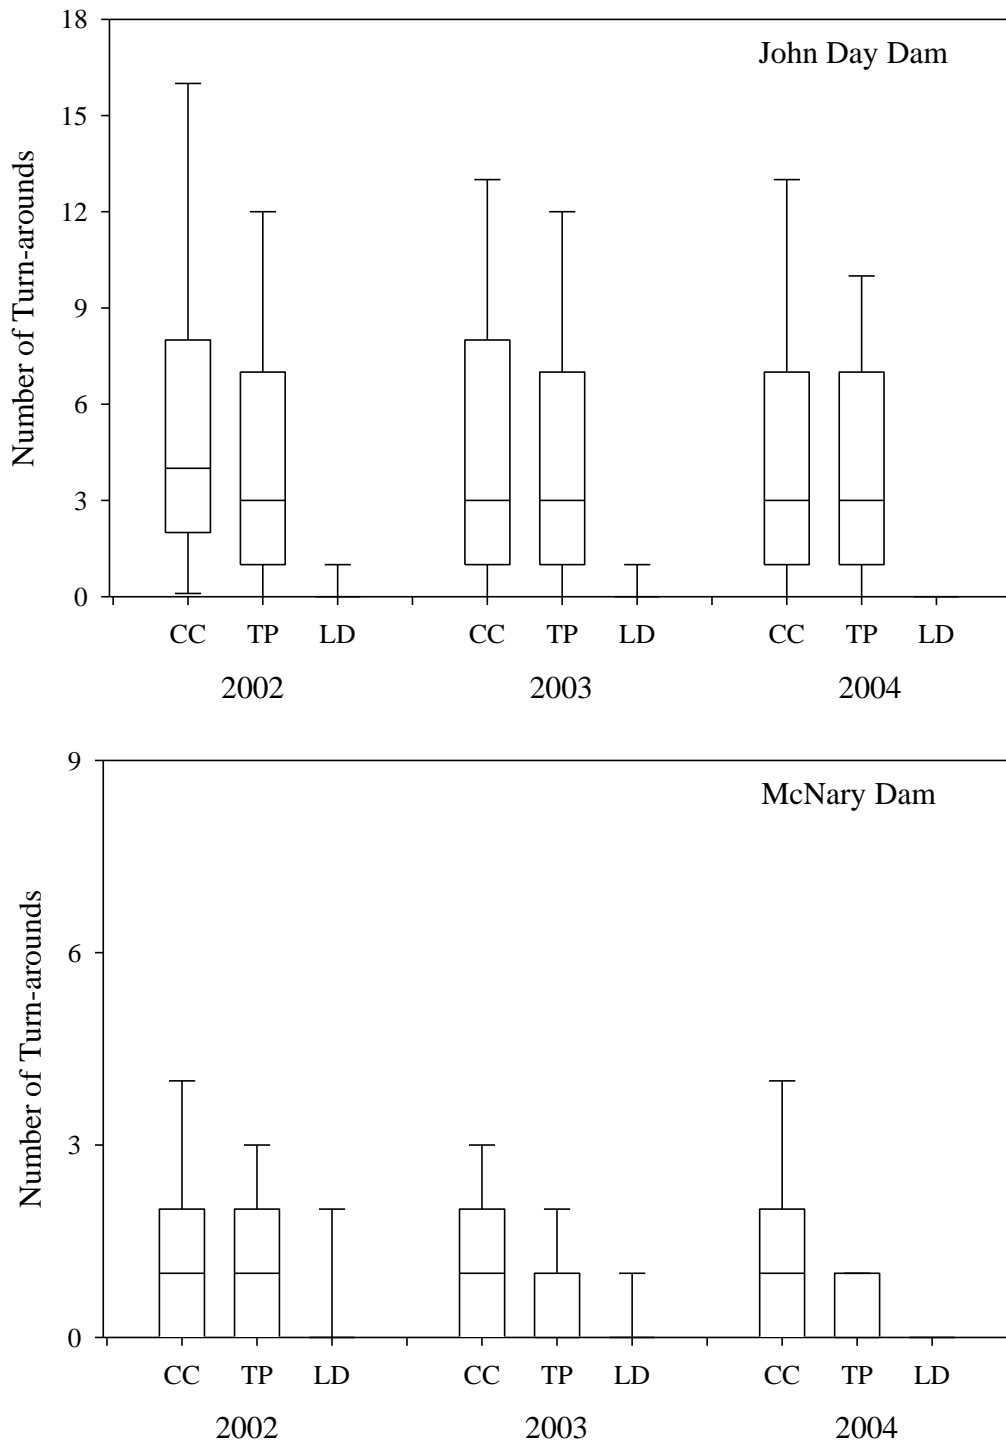 John Day Dam
Number of Turn-arounds
18
15
12
9
6
3
0
CC TP LD CC TP LD CC TP LD
2002 2003 2004
McNary Dam
Number of Turn-arounds
9
6
3
0
CC TP LD CC TP LD CC TP LD
2002 2003 2004